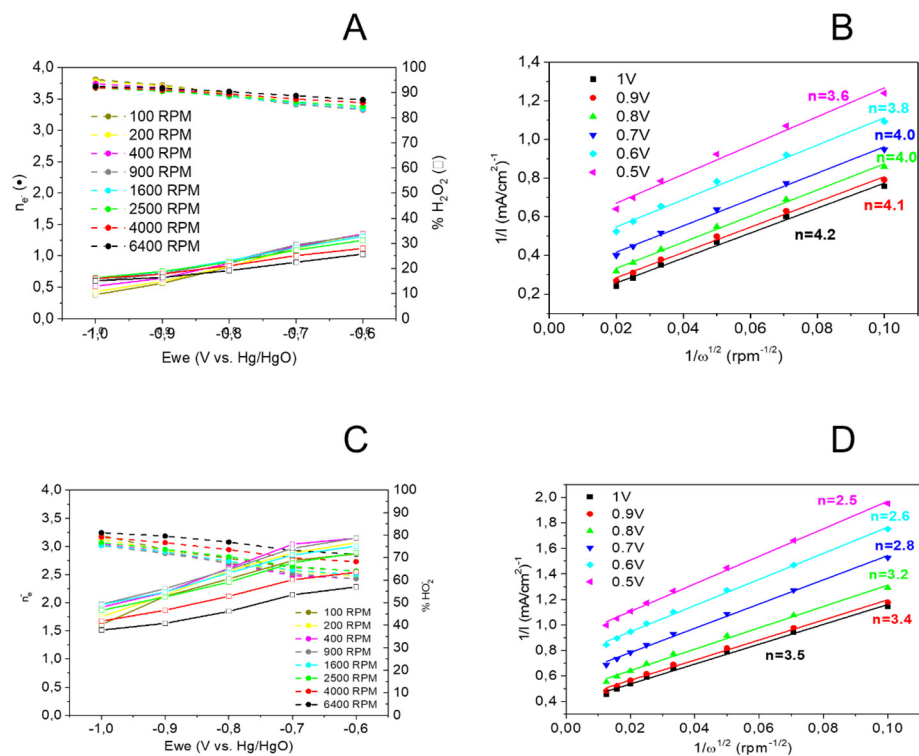 A
4,0
3,5
3,0
2,5
2,0
1,5
1,0
0,5
0,0
nₑ- (●)
100 RPM
200 RPM
400 RPM
900 RPM
1600 RPM
2500 RPM
4000 RPM
6400 RPM
100
90
80
70
60
50
40
30
20
10
0
% H₂O₂ (□)
-1,0 -0,9 -0,8 -0,7 -0,6
Ewe (V vs. Hg/HgO)
B
1,4
1,2
1,0
0,8
0,6
0,4
0,2
1/I (mA/cm²)⁻¹
1V
0.9V
0.8V
0.7V
0.6V
0.5V
n=3.6
n=3.8
n=4.0
n=4.0
n=4.1
n=4.2
0,00 0,02 0,04 0,06 0,08 0,10
1/ω¹/² (rpm⁻¹/²)
C
4,0
3,5
3,0
2,5
2,0
1,5
1,0
0,5
0,0
nₑ-
100 RPM
200 RPM
400 RPM
900 RPM
1600 RPM
2500 RPM
4000 RPM
6400 RPM
100
90
80
70
60
50
40
30
20
10
0
% HO₂⁻
-1,0 -0,9 -0,8 -0,7 -0,6
Ewe (V vs. Hg/HgO)
D
2,0
1,8
1,6
1,4
1,2
1,0
0,8
0,6
0,4
1/I (mA/cm²)⁻¹
1V
0.9V
0.8V
0.7V
0.6V
0.5V
n=2.5
n=2.6
n=2.8
n=3.2
n=3.4
n=3.5
0,00 0,02 0,04 0,06 0,08 0,10
1/ω¹/² (rpm⁻¹/²)